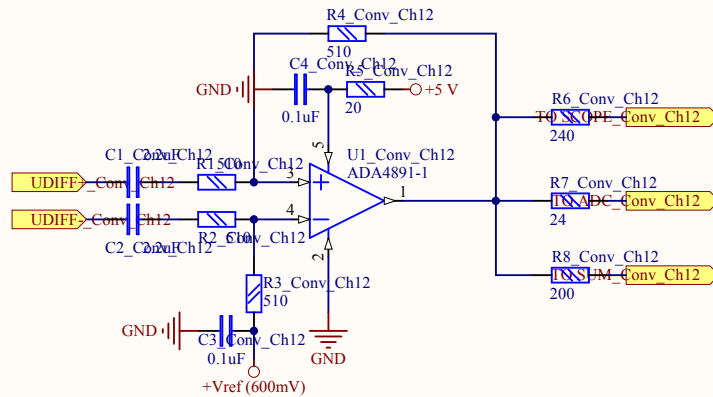 R4_Conv_Ch12
510
C4_Conv_Ch12
R5_Conv_Ch12
GND
+5 V
0.1uF
20
R6_Conv_Ch12
TO SCOPE_Conv_Ch12
240
5
U1_Conv_Ch12
ADA4891-1
C1_Conv_Ch12
2.2uF
R1_Conv_Ch12
510
3
UDIFF+_Conv_Ch12
1
R7_Conv_Ch12
TO ADC_Conv_Ch12
24
4
UDIFF-_Conv_Ch12
C2_Conv_Ch12
2.2uF
R2_Conv_Ch12
510
2
R8_Conv_Ch12
TO SUM_Conv_Ch12
200
R3_Conv_Ch12
510
GND
C3_Conv_Ch12
0.1uF
GND
+Vref (600mV)